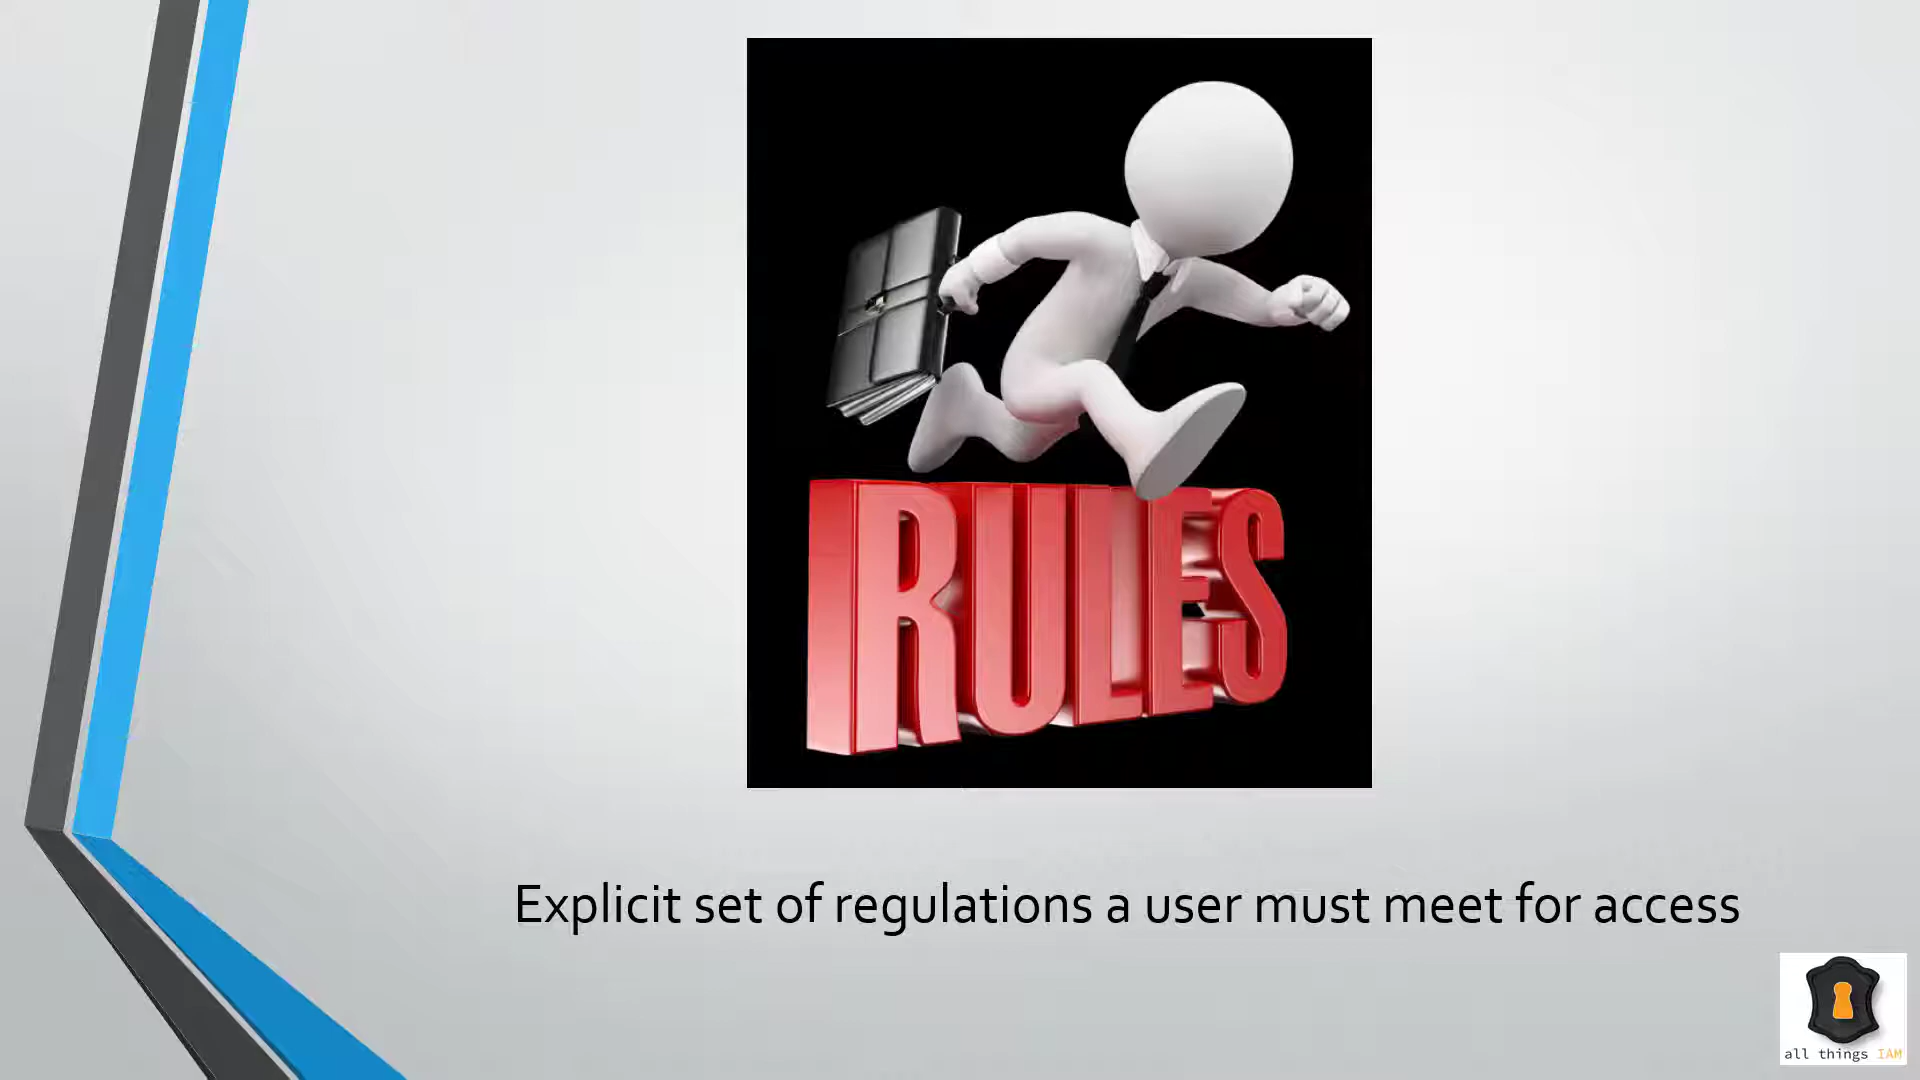 RULES
Explicit set of regulations a user must meet for access
all things IAM